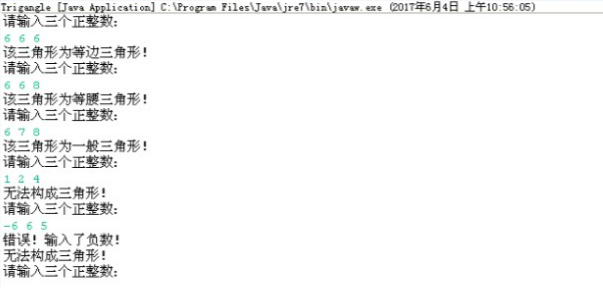 Trigangle [Java Application] C:\Program Files\Java\jre7\bin\javaw.exe (2017年6月4日 上午10:56:05)
请输入三个正整数:
6 6 6
该三角形为等边三角形!
请输入三个正整数:
6 6 8
该三角形为等腰三角形!
请输入三个正整数:
6 7 8
该三角形为一般三角形!
请输入三个正整数:
1 2 4
无法构成三角形!
请输入三个正整数:
-6 6 5
错误! 输入了负数!
无法构成三角形!
请输入三个正整数: